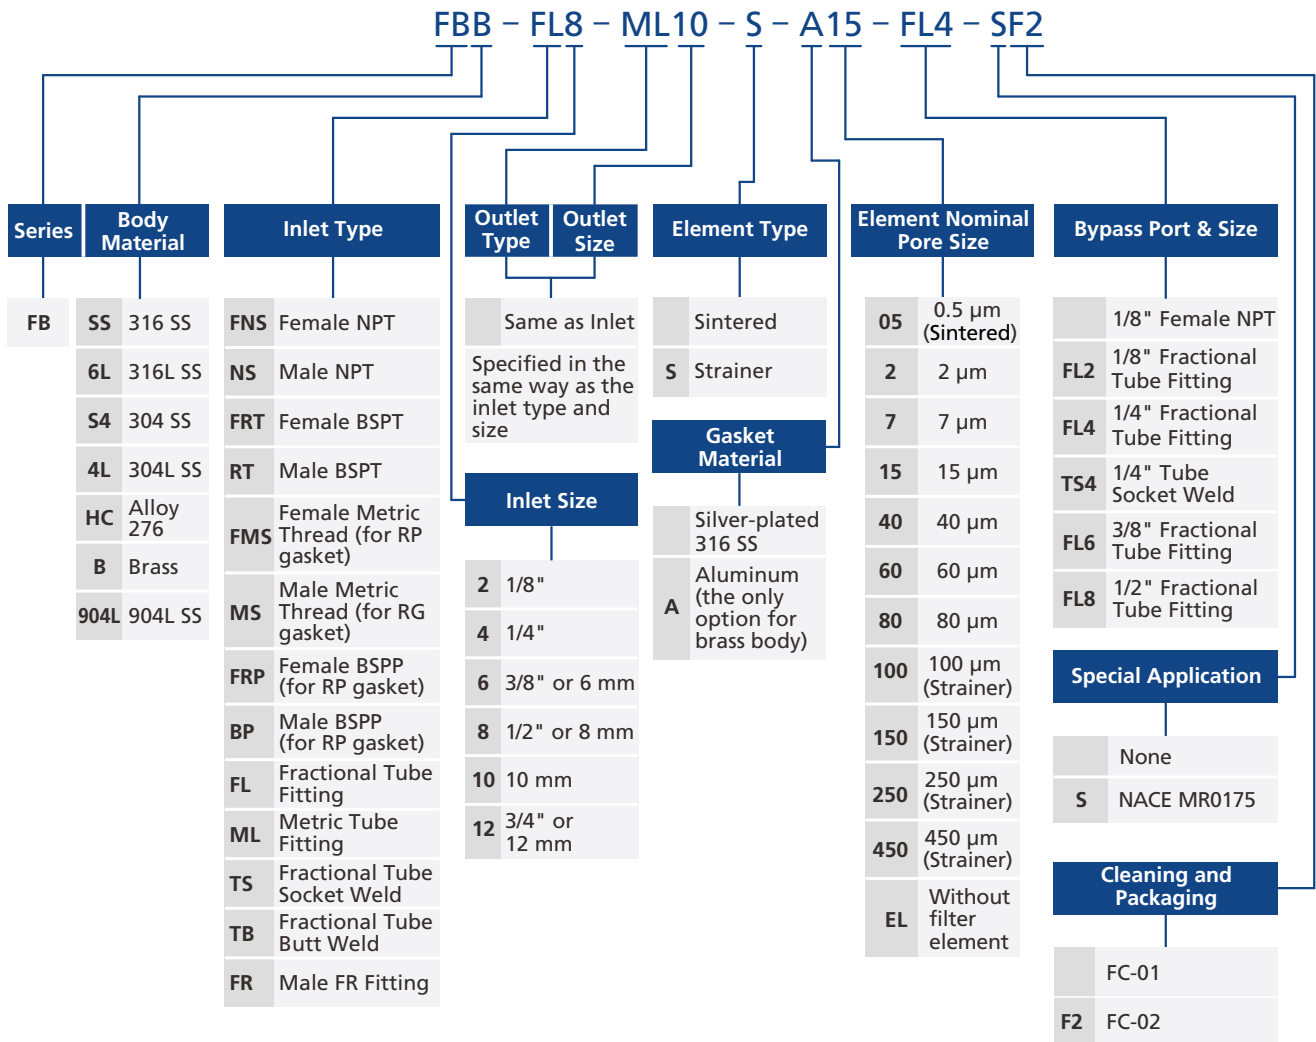 FBB – FL8 – ML10 – S – A15 – FL4 – SF2
Series
Body
Material
FB
SS 316 SS
6L 316L SS
S4 304 SS
4L 304L SS
HC Alloy
276
B Brass
904L 904L SS
Inlet Type
FNS Female NPT
NS Male NPT
FRT Female BSPT
RT Male BSPT
Female Metric
FMS Thread (for RP
gasket)
Male Metric
MS Thread (for RG
gasket)
FRP Female BSPP
(for RP gasket)
BP Male BSPP
(for RP gasket)
FL Fractional Tube
Fitting
ML Metric Tube
Fitting
TS Fractional Tube
Socket Weld
TB Fractional Tube
Butt Weld
FR Male FR Fitting
Outlet
Type
Outlet
Size
Same as Inlet
Specified in the
same way as the
inlet type and
size
Inlet Size
2 1/8"
4 1/4"
6 3/8" or 6 mm
8 1/2" or 8 mm
10 10 mm
12 3/4" or
12 mm
Element Type
Sintered
S Strainer
Gasket
Material
Silver-plated
316 SS
Aluminum
(the only
A option for
brass body)
Element Nominal
Pore Size
05 0.5 µm
(Sintered)
2 2 µm
7 7 µm
15 15 µm
40 40 µm
60 60 µm
80 80 µm
100 100 µm
(Strainer)
150 150 µm
(Strainer)
250 250 µm
(Strainer)
450 450 µm
(Strainer)
Without
EL filter
element
Bypass Port & Size
1/8" Female NPT
FL2 1/8" Fractional
Tube Fitting
FL4 1/4" Fractional
Tube Fitting
TS4 1/4" Tube
Socket Weld
FL6 3/8" Fractional
Tube Fitting
FL8 1/2" Fractional
Tube Fitting
Special Application
None
S NACE MR0175
Cleaning and
Packaging
FC-01
F2 FC-02